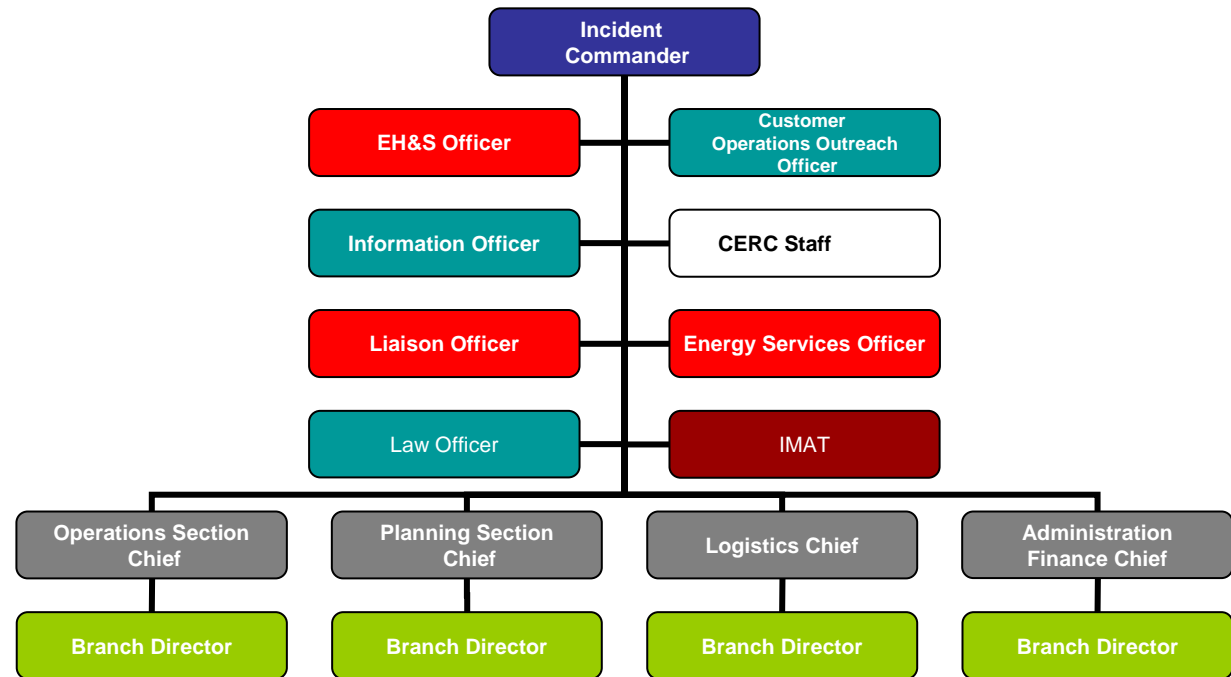 Incident
Commander
EH&S Officer
Customer
Operations Outreach
Officer
Information Officer
CERC Staff
Liaison Officer
Energy Services Officer
Law Officer
IMAT
Operations Section
Chief
Planning Section
Chief
Logistics Chief
Administration
Finance Chief
Branch Director
Branch Director
Branch Director
Branch Director